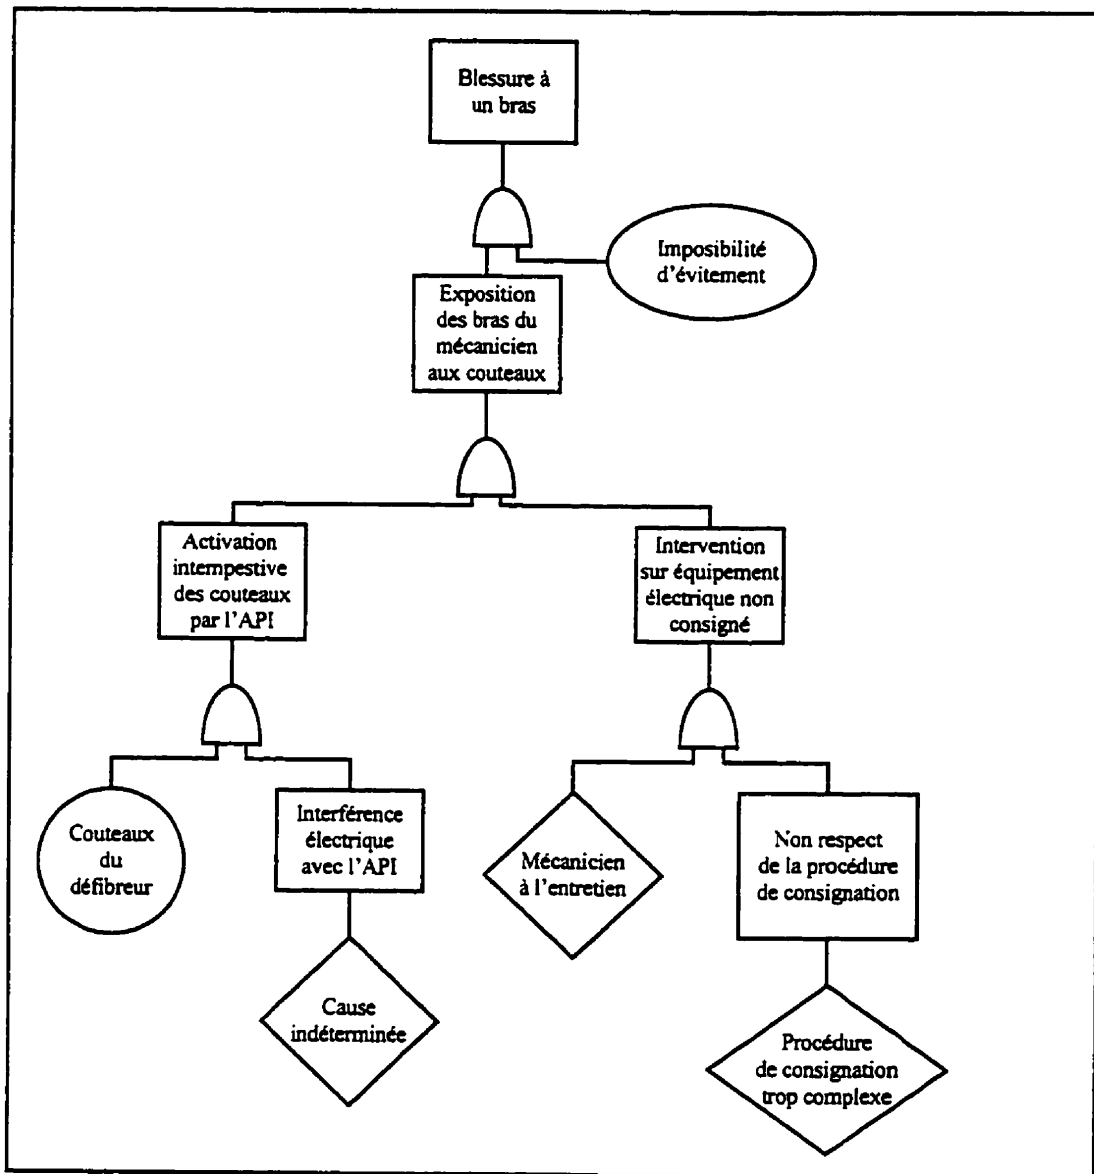 Blessure à
un bras
Imposibilité
d'évitement
Exposition
des bras du
mécanicien
aux couteaux
Activation
intempestive
des couteaux
par l'API
Intervention
sur équipement
électrique non
consigné
Couteaux
du
défibreur
Interférence
électrique
avec l'API
Mécanicien
à l'entretien
Non respect
de la procédure
de consignation
Cause
indéterminée
Procédure
de consignation
trop complexe